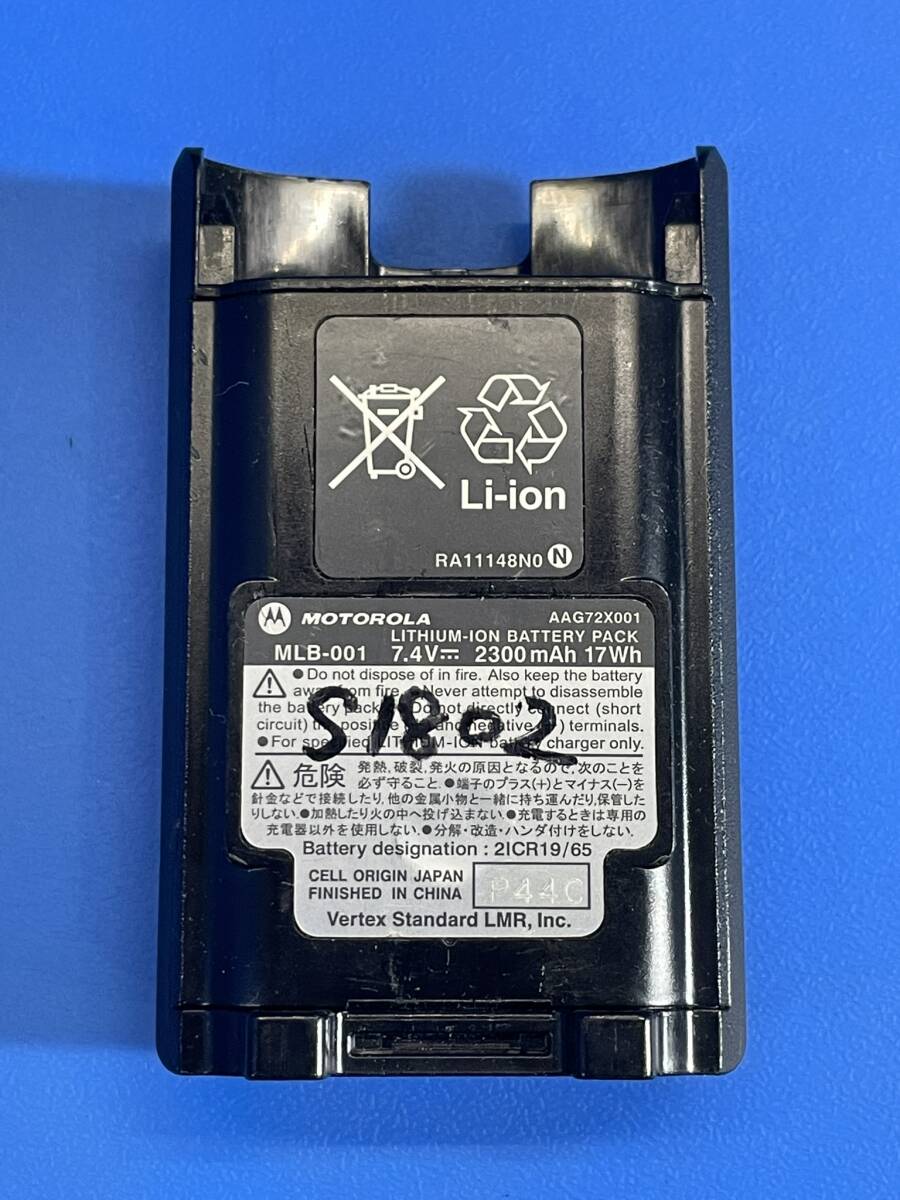 Li-ion
RA11148N0 N
MOTOROLA AAG72X001
LITHIUM-ION BATTERY PACK
MLB-001 7.4V 2300mAh 17Wh
●Do not dispose of in fire. Also keep the battery
away from fire. ●Never attempt to disassemble
the battery pack. ●Do not directly connect (short
circuit) the positive and negative (-) terminals.
●For specified LITHIUM-ION battery charger only.
S1802
危険 発熱,破裂,発火の原因となるので,次のことを
必ず守ること.●端子のプラス(+)とマイナス(−)を
針金などで接続したり,他の金属小物と一緒に持ち運んだり,保管した
りしない.●加熱したり火の中へ投げ込まない.●充電するときは専用の
充電器以外を使用しない.●分解・改造・ハンダ付けをしない.
Battery designation : 2ICR19/65
CELL ORIGIN JAPAN
FINISHED IN CHINA P44C
Vertex Standard LMR, Inc.